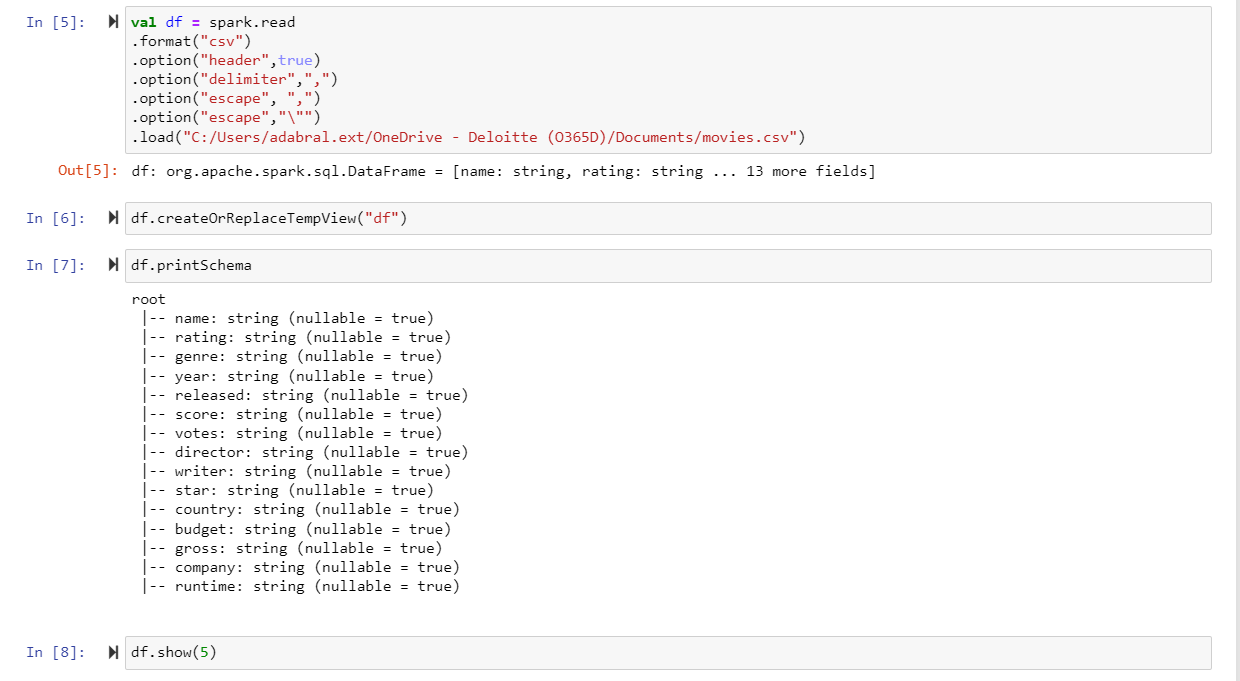 In [5]: val df = spark.read
.format("csv")
.option("header",true)
.option("delimiter",",")
.option("escape", ",")
.option("escape","\"")
.load("C:/Users/adabral.ext/OneDrive - Deloitte (O365D)/Documents/movies.csv")
Out[5]: df: org.apache.spark.sql.DataFrame = [name: string, rating: string ... 13 more fields]
In [6]: df.createOrReplaceTempView("df")
In [7]: df.printSchema
root
|-- name: string (nullable = true)
|-- rating: string (nullable = true)
|-- genre: string (nullable = true)
|-- year: string (nullable = true)
|-- released: string (nullable = true)
|-- score: string (nullable = true)
|-- votes: string (nullable = true)
|-- director: string (nullable = true)
|-- writer: string (nullable = true)
|-- star: string (nullable = true)
|-- country: string (nullable = true)
|-- budget: string (nullable = true)
|-- gross: string (nullable = true)
|-- company: string (nullable = true)
|-- runtime: string (nullable = true)
In [8]: df.show(5)